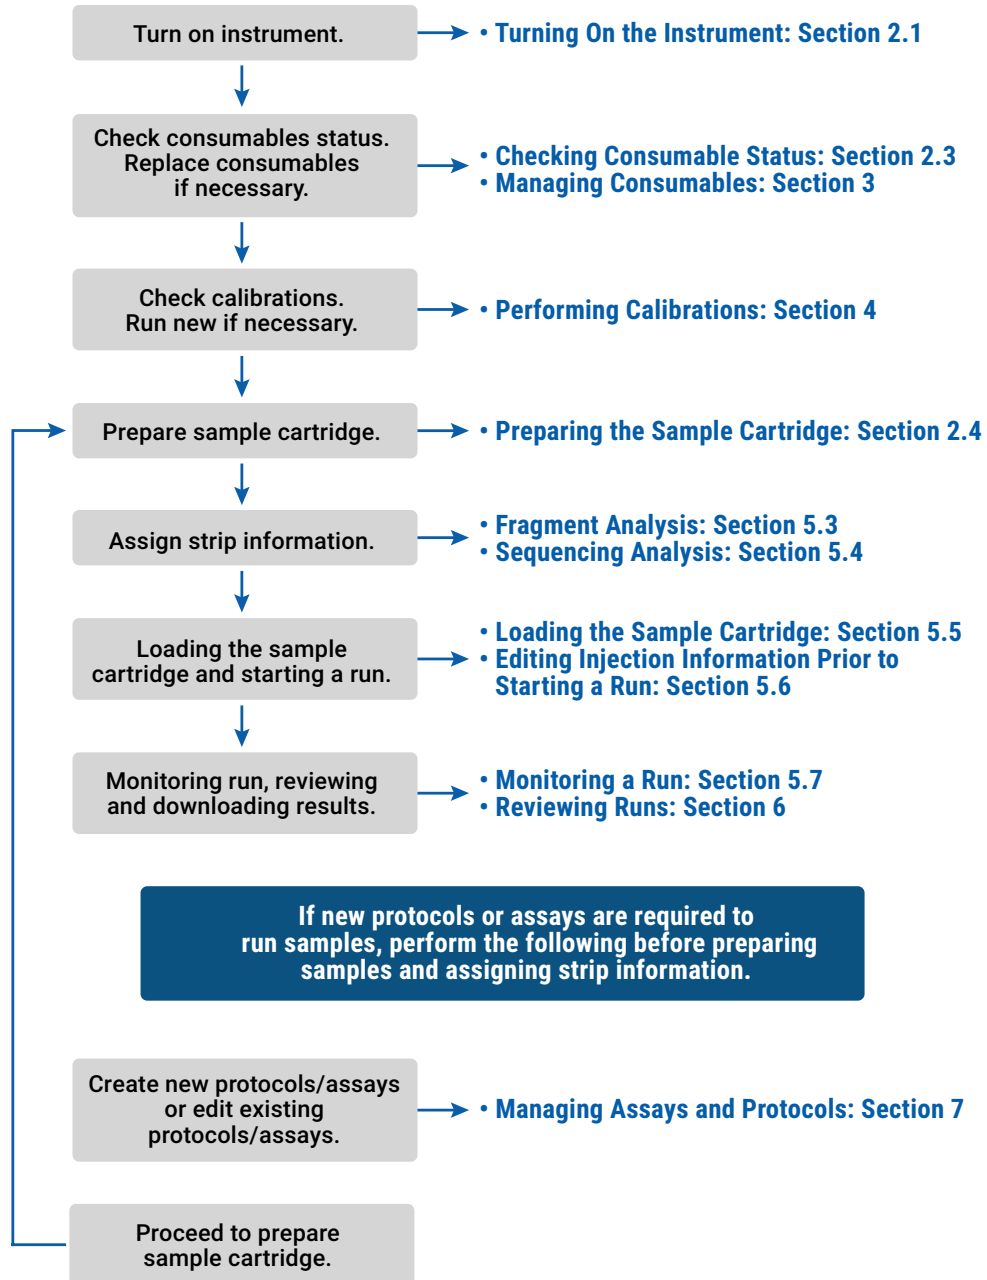 Turn on instrument.
• Turning On the Instrument: Section 2.1
Check consumables status.
Replace consumables
if necessary.
• Checking Consumable Status: Section 2.3
• Managing Consumables: Section 3
Check calibrations.
Run new if necessary.
• Performing Calibrations: Section 4
Prepare sample cartridge.
• Preparing the Sample Cartridge: Section 2.4
Assign strip information.
• Fragment Analysis: Section 5.3
• Sequencing Analysis: Section 5.4
Loading the sample
cartridge and starting a run.
• Loading the Sample Cartridge: Section 5.5
• Editing Injection Information Prior to
Starting a Run: Section 5.6
Monitoring run, reviewing
and downloading results.
• Monitoring a Run: Section 5.7
• Reviewing Runs: Section 6
If new protocols or assays are required to
run samples, perform the following before preparing
samples and assigning strip information.
Create new protocols/assays
or edit existing
protocols/assays.
• Managing Assays and Protocols: Section 7
Proceed to prepare
sample cartridge.